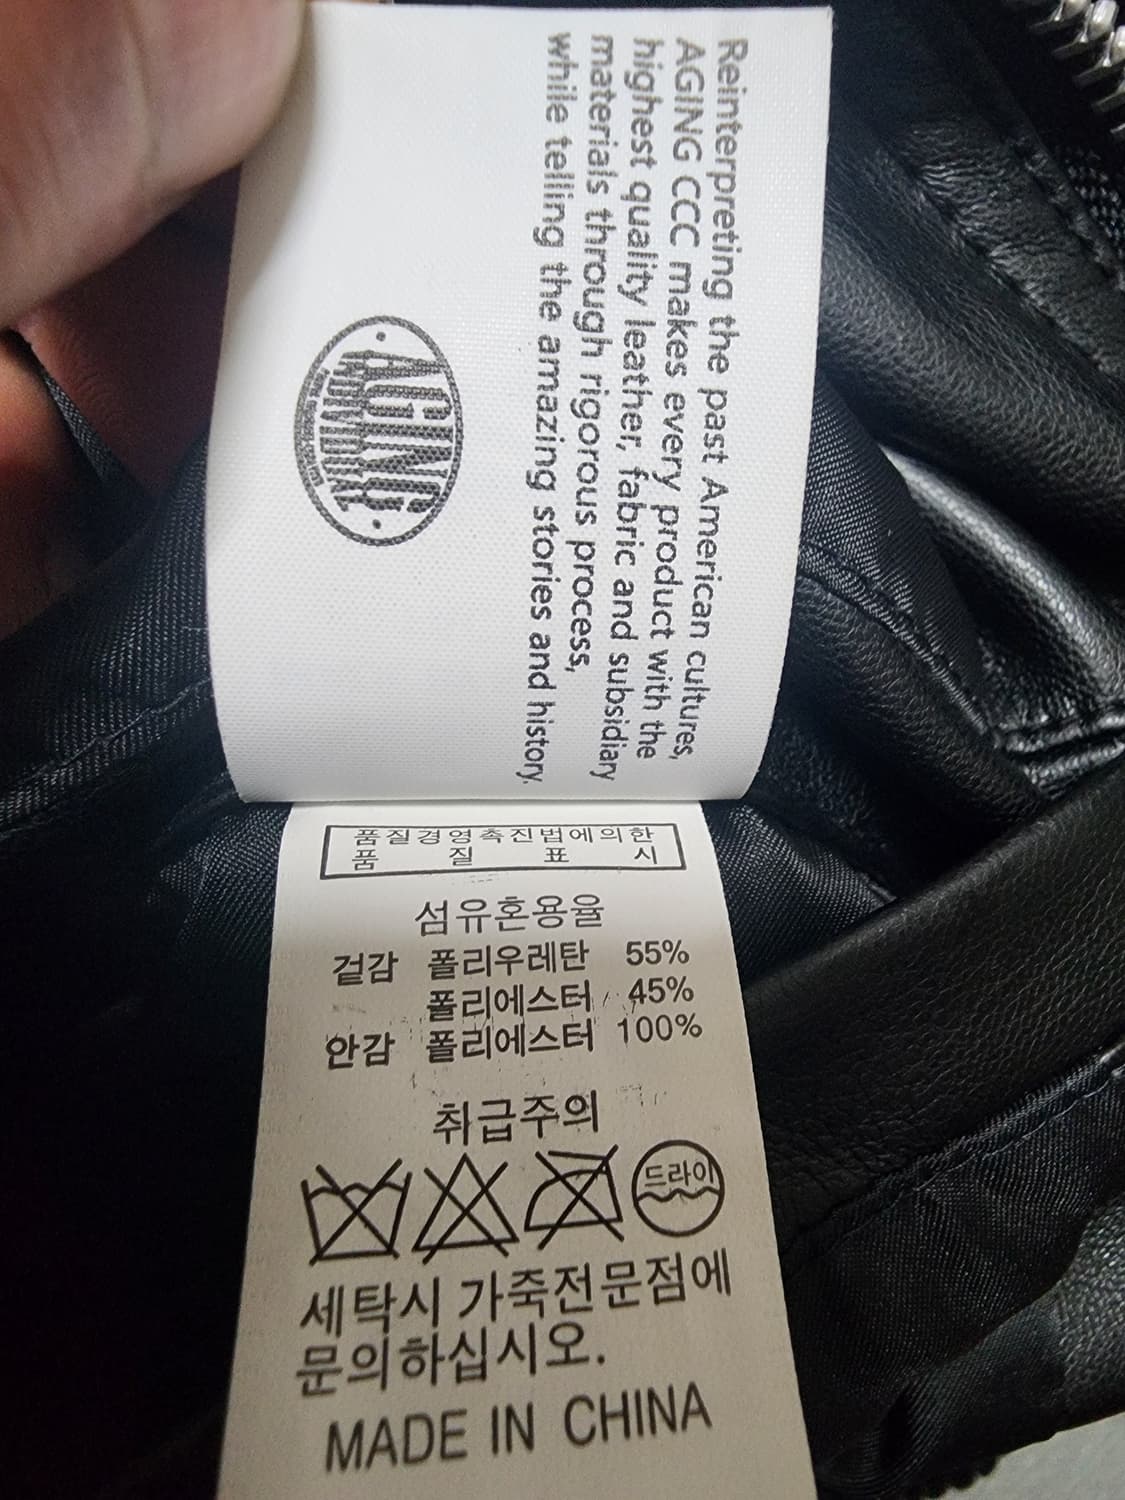 Reinterpreting the past American cultures,
AGING CCC makes every product with the
highest quality leather, fabric and subsidiary
materials through rigorous process,
while telling the amazing stories and history.
AGING
품질경영촉진법에의한
품 질 표 시
섬유혼용율
겉감 폴리우레탄 55%
폴리에스터 45%
안감 폴리에스터 100%
취급주의
드라이
세탁시 가죽전문점에
문의하십시오.
MADE IN CHINA